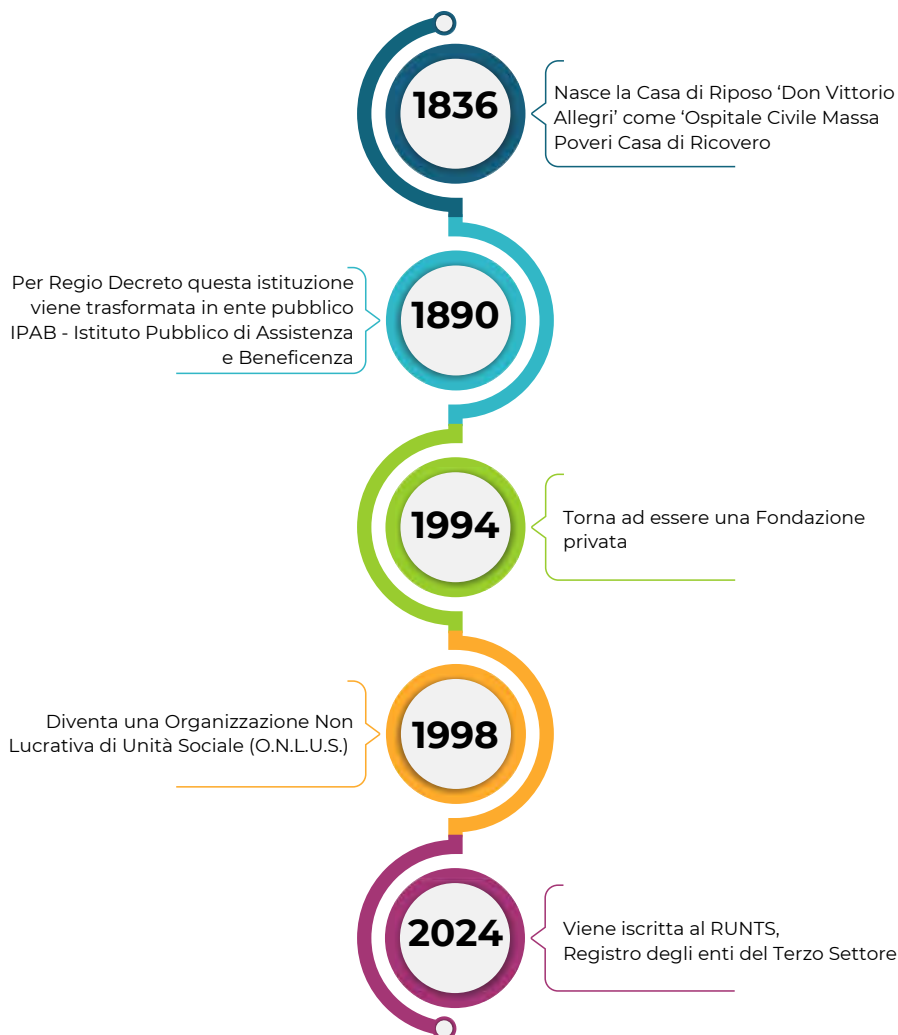 1836
Nasce la Casa di Riposo ‘Don Vittorio
Allegri’ come ‘Ospitale Civile Massa
Poveri Casa di Ricovero
Per Regio Decreto questa istituzione
viene trasformata in ente pubblico
IPAB - Istituto Pubblico di Assistenza
e Beneficenza
1890
1994
Torna ad essere una Fondazione
privata
Diventa una Organizzazione Non
Lucrativa di Unità Sociale (O.N.L.U.S.)
1998
2024
Viene iscritta al RUNTS,
Registro degli enti del Terzo Settore